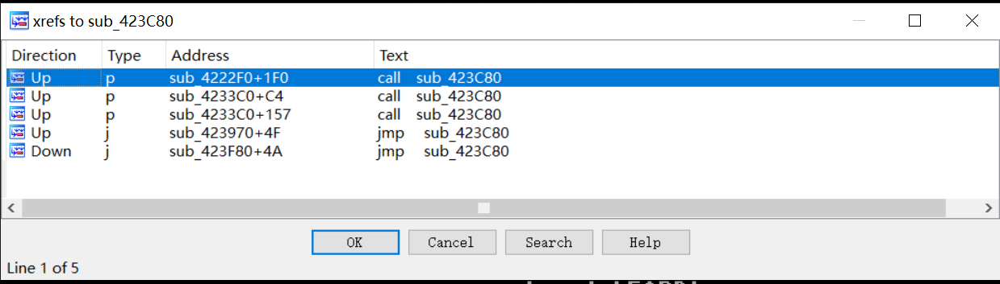 xrefs to sub_423C80
Direction Type Address Text
Up p sub_4222F0+1F0 call sub_423C80
Up p sub_4233C0+C4 call sub_423C80
Up p sub_4233C0+157 call sub_423C80
Up j sub_423970+4F jmp sub_423C80
Down j sub_423F80+4A jmp sub_423C80
OK Cancel Search Help
Line 1 of 5